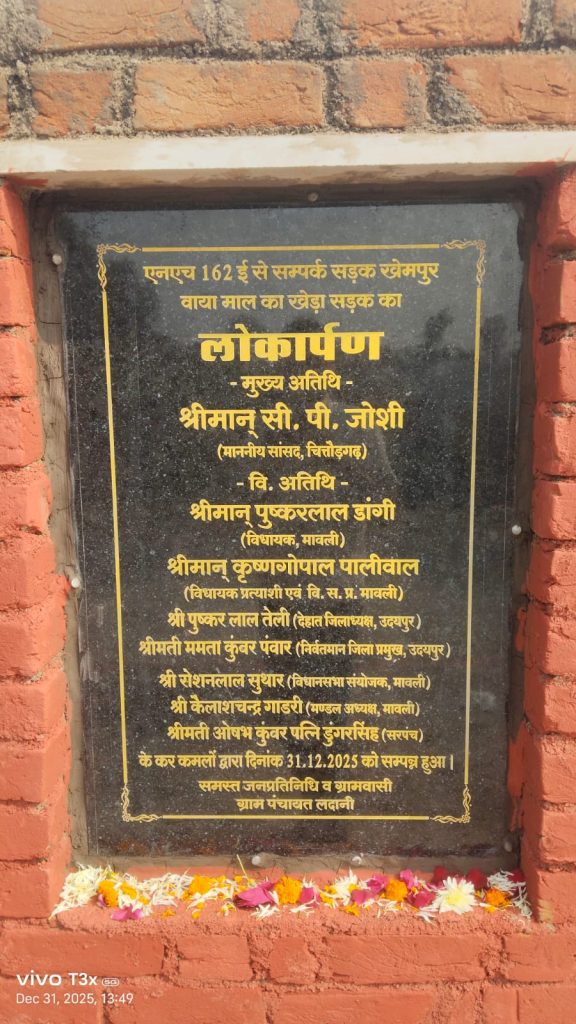 एनएच 162 ई से सम्पर्क सड़क खेमपुर
वाया माल का खेड़ा सड़क का
लोकार्पण
- मुख्य अतिथि -
श्रीमान् सी. पी. जोशी
(माननीय सांसद, चित्तौड़गढ़)
- वि. अतिथि -
श्रीमान् पुष्करलाल डांगी
(विधायक, मावली)
श्रीमान् कृष्णगोपाल पालीवाल
(विधायक प्रत्याशी एवं वि. स. प्र. मावली)
श्री पुष्कर लाल तेली (देहात जिलाध्यक्ष, उदयपुर)
श्रीमती ममता कुंवर पंवार (निर्वतमान जिला प्रमुख, उदयपुर)
श्री सेशनलाल सुथार (विधानसभा संयोजक, मावली)
श्री कैलाशचन्द्र गाडरी (मण्डल अध्यक्ष, मावली)
श्रीमती ओषभ कुंवर पत्नि डुंगरसिंह (सरपंच)
के कर कमलों द्वारा दिनांक 31.12.2025 को सम्पन्न हुआ |
समस्त जनप्रतिनिधि व ग्रामवासी
ग्राम पंचायत लदानी
vivo T3x 5G
Dec 31, 2025, 13:49